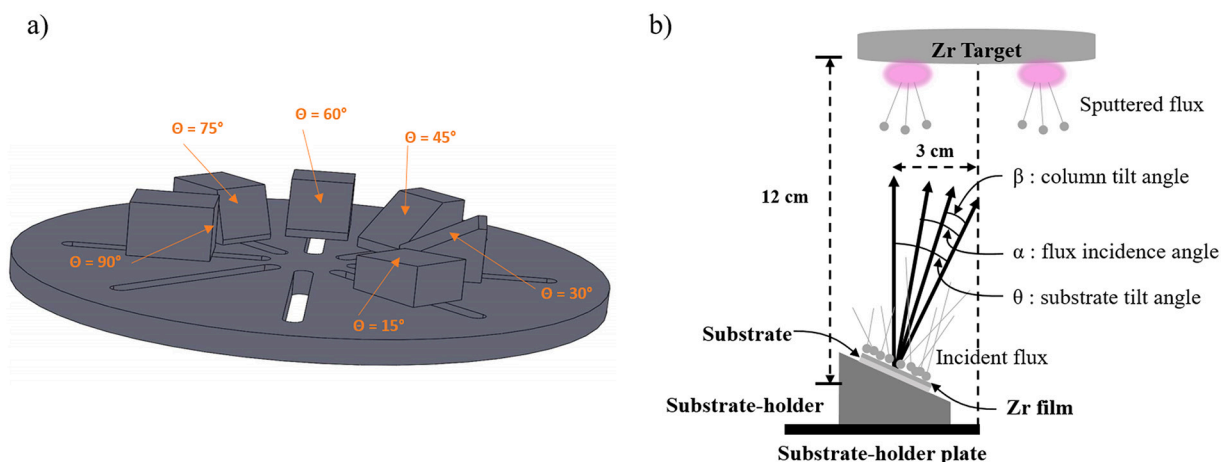 a)
Θ = 60°
Θ = 75°
Θ = 45°
Θ = 90°
Θ = 30°
Θ = 15°
b)
Zr Target
Sputtered flux
3 cm
12 cm
β : column tilt angle
α : flux incidence angle
θ : substrate tilt angle
Substrate
Incident flux
Substrate-holder
Zr film
Substrate-holder plate